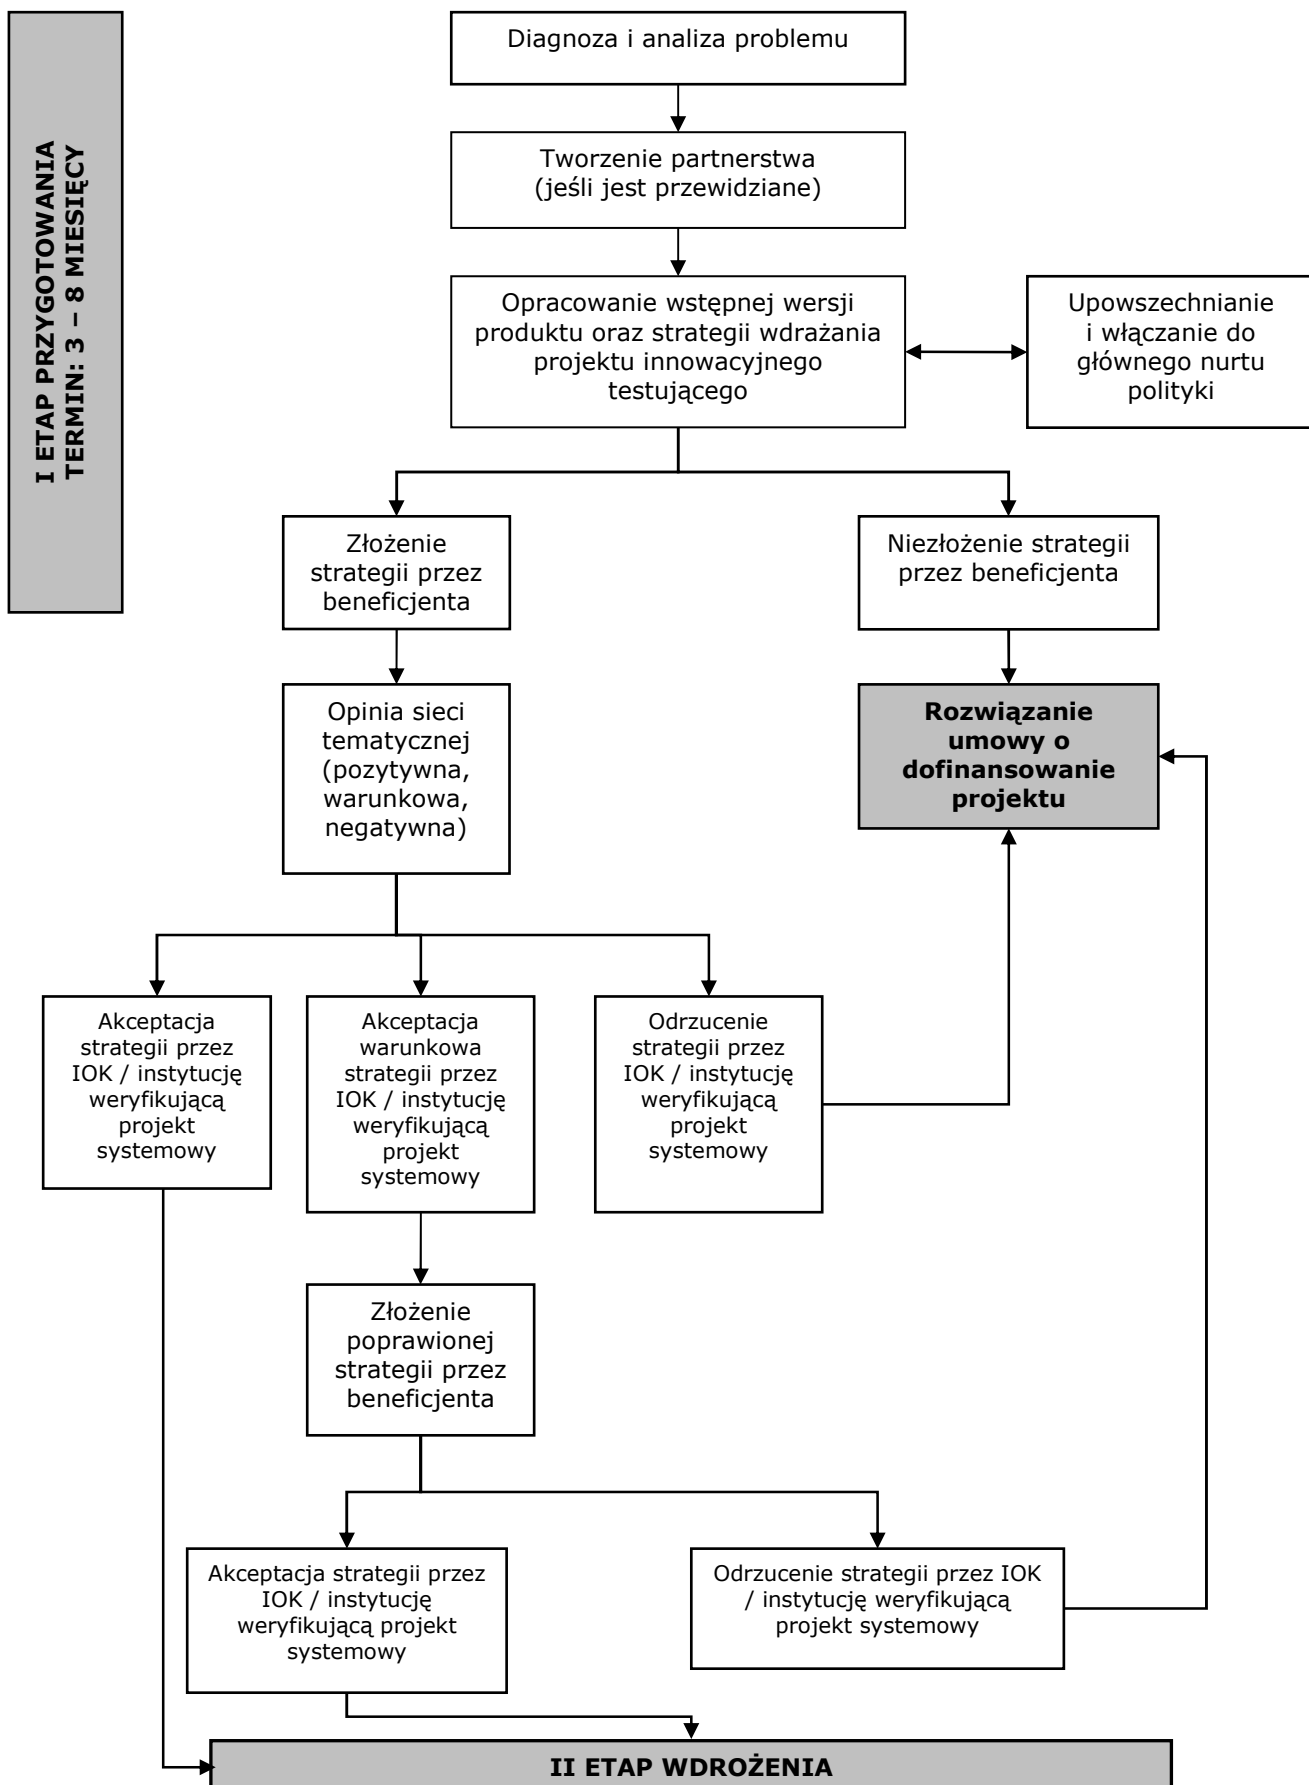 I ETAP PRZYGOTOWANIA
TERMIN: 3 – 8 MIESIĘCY
Diagnoza i analiza problemu
Tworzenie partnerstwa
(jeśli jest przewidziane)
Opracowanie wstępnej wersji
produktu oraz strategii wdrażania
projektu innowacyjnego
testującego
Upowszechnianie
i włączanie do
głównego nurtu
polityki
Złożenie
strategii przez
beneficjenta
Niezłożenie strategii
przez beneficjenta
Opinia sieci
tematycznej
(pozytywna,
warunkowa,
negatywna)
Rozwiązanie
umowy o
dofinansowanie
projektu
Akceptacja
strategii przez
IOK / instytucję
weryfikującą
projekt
systemowy
Akceptacja
warunkowa
strategii przez
IOK / instytucję
weryfikującą
projekt
systemowy
Odrzucenie
strategii przez
IOK / instytucję
weryfikującą
projekt
systemowy
Złożenie
poprawionej
strategii przez
beneficjenta
Akceptacja strategii przez
IOK / instytucję
weryfikującą projekt
systemowy
Odrzucenie strategii przez IOK
/ instytucję weryfikującą
projekt systemowy
II ETAP WDROŻENIA